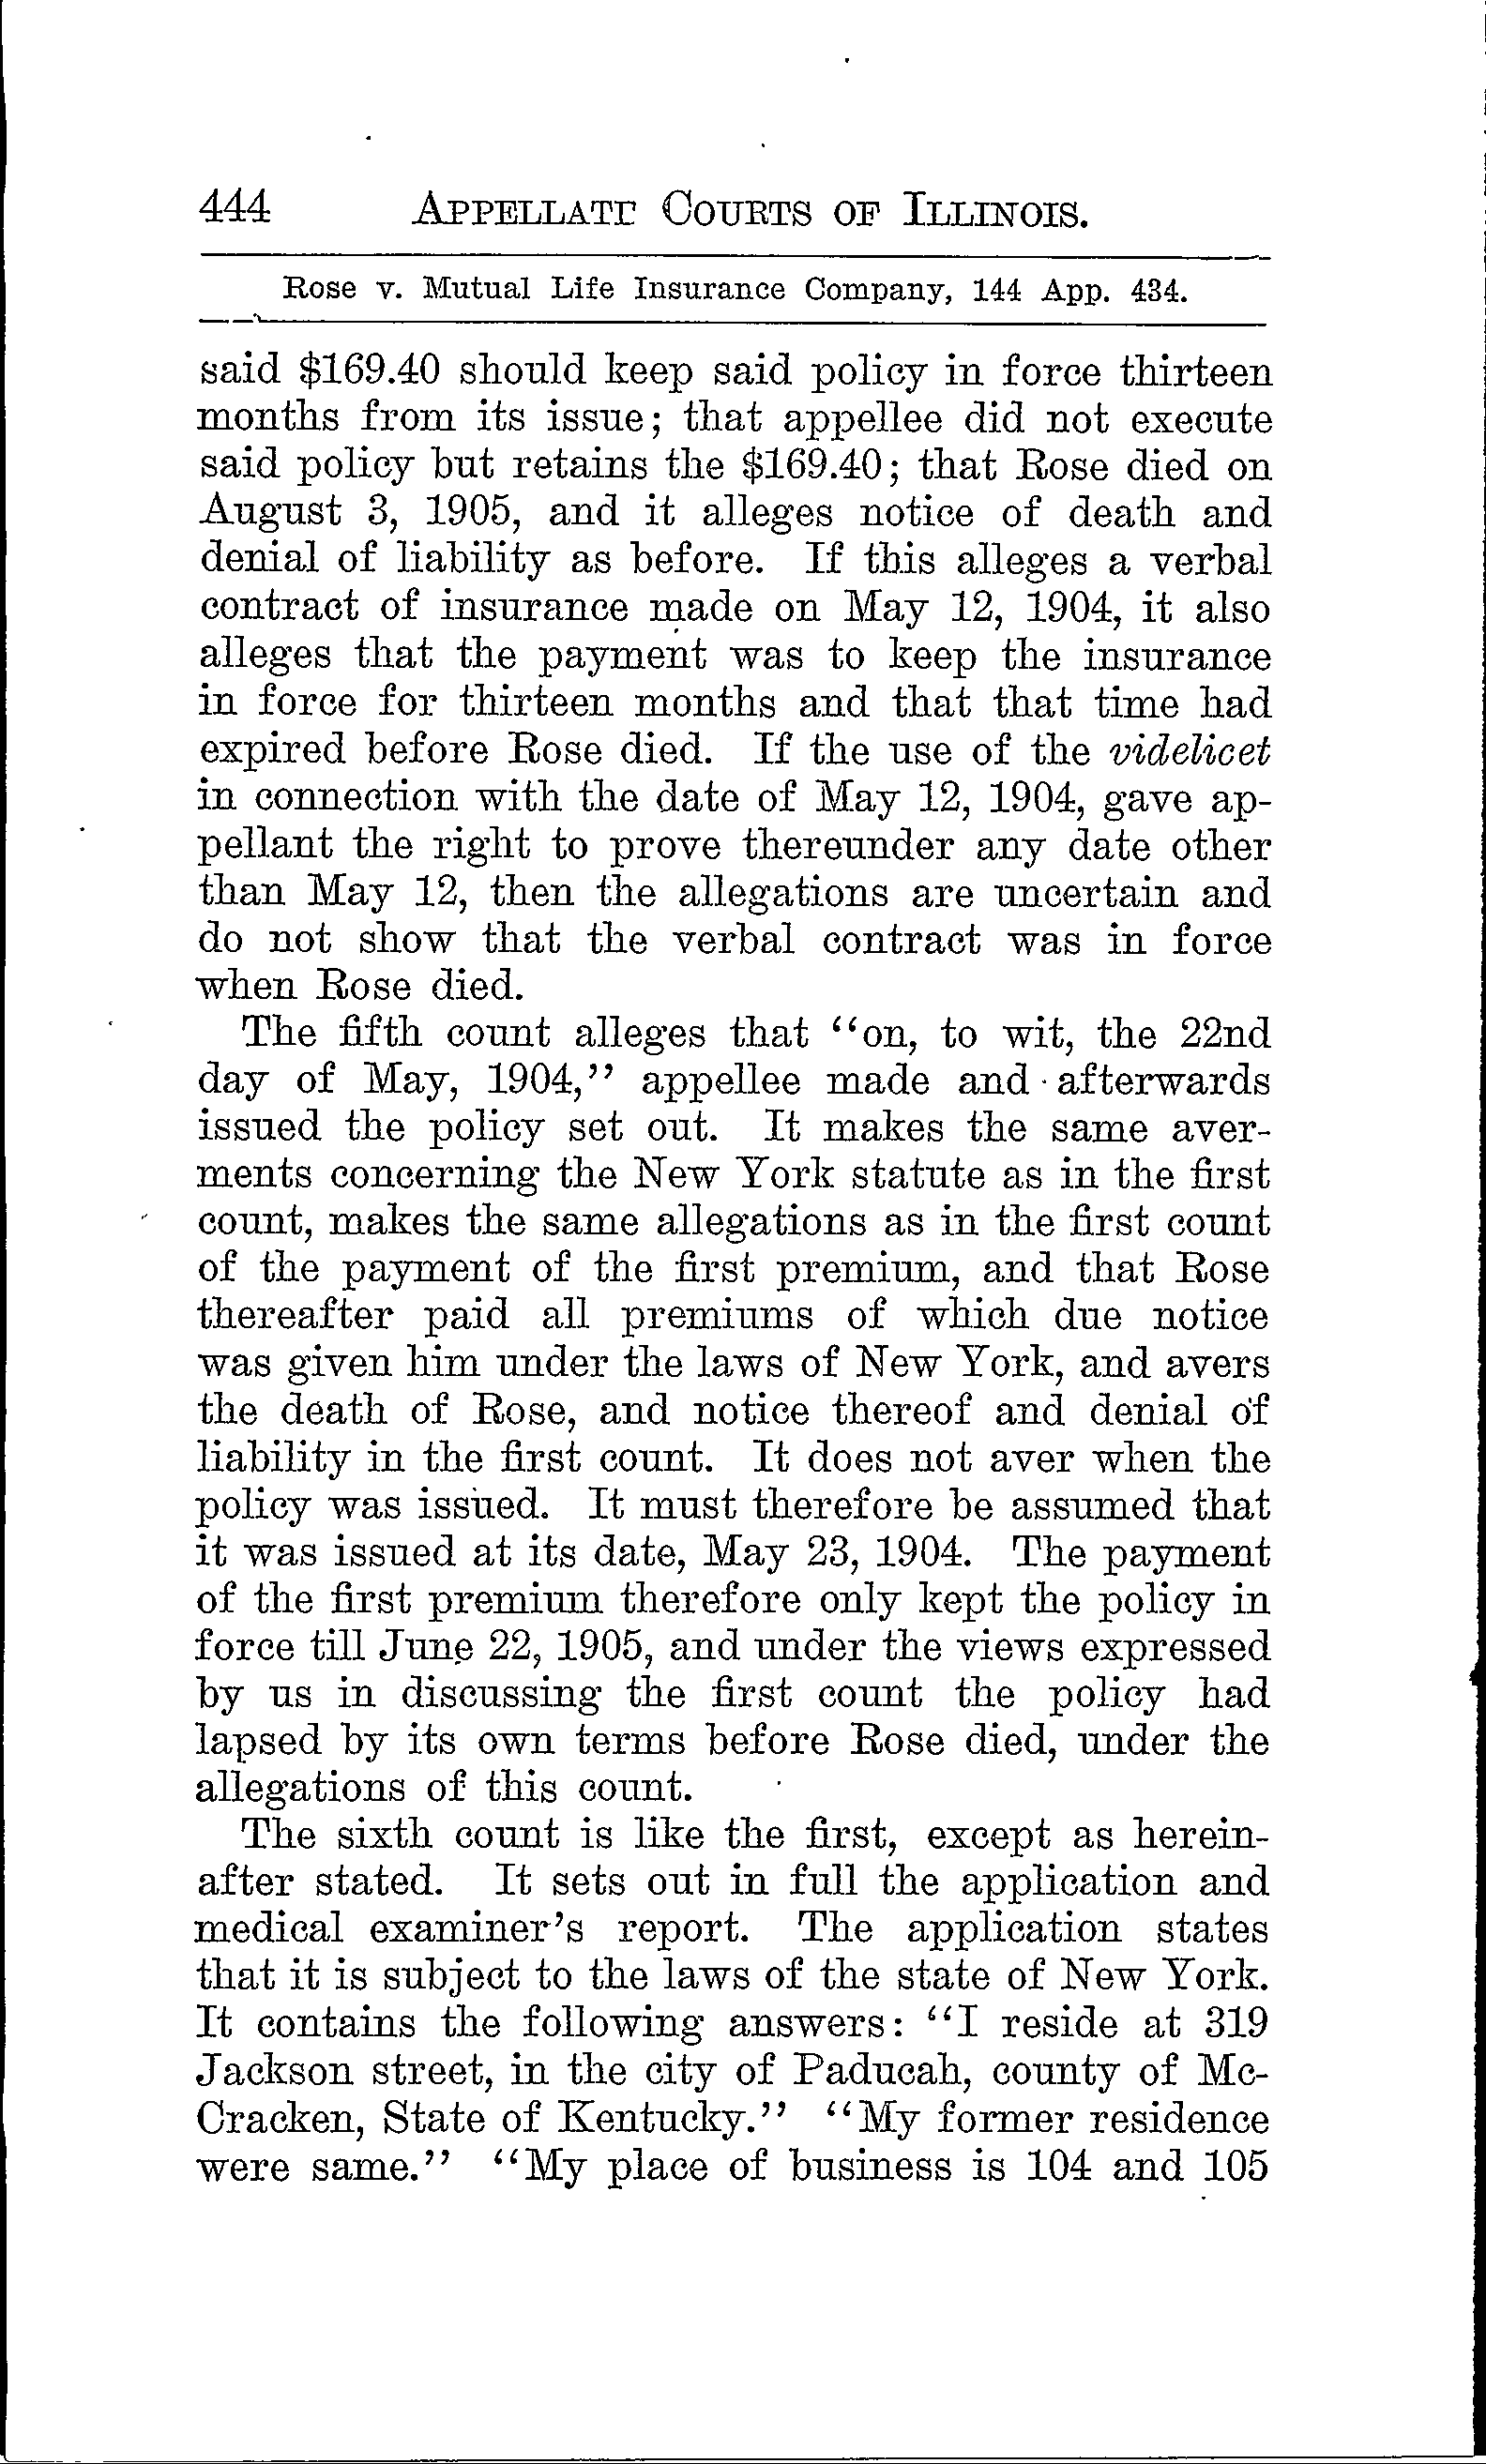 444 APPELLATE COURTS OF ILLINOIS.
Rose v. Mutual Life Insurance Company, 144 App. 434.
said $169.40 should keep said policy in force thirteen
months from its issue; that appellee did not execute
said policy but retains the $169.40; that Rose died on
August 3, 1905, and it alleges notice of death and
denial of liability as before. If this alleges a verbal
contract of insurance made on May 12, 1904, it also
alleges that the payment was to keep the insurance
in force for thirteen months and that that time had
expired before Rose died. If the use of the videlicet
in connection with the date of May 12, 1904, gave ap-
pellant the right to prove thereunder any date other
than May 12, then the allegations are uncertain and
do not show that the verbal contract was in force
when Rose died.
The fifth count alleges that "on, to wit, the 22nd
day of May, 1904," appellee made and afterwards
issued the policy set out. It makes the same aver-
ments concerning the New York statute as in the first
count, makes the same allegations as in the first count
of the payment of the first premium, and that Rose
thereafter paid all premiums of which due notice
was given him under the laws of New York, and avers
the death of Rose, and notice thereof and denial of
liability in the first count. It does not aver when the
policy was issued. It must therefore be assumed that
it was issued at its date, May 23, 1904. The payment
of the first premium therefore only kept the policy in
force till June 22, 1905, and under the views expressed
by us in discussing the first count the policy had
lapsed by its own terms before Rose died, under the
allegations of this count.
The sixth count is like the first, except as herein-
after stated. It sets out in full the application and
medical examiner's report. The application states
that it is subject to the laws of the state of New York.
It contains the following answers: "I reside at 319
Jackson street, in the city of Paducah, county of Mc-
Cracken, State of Kentucky." "My former residence
were same." "My place of business is 104 and 105